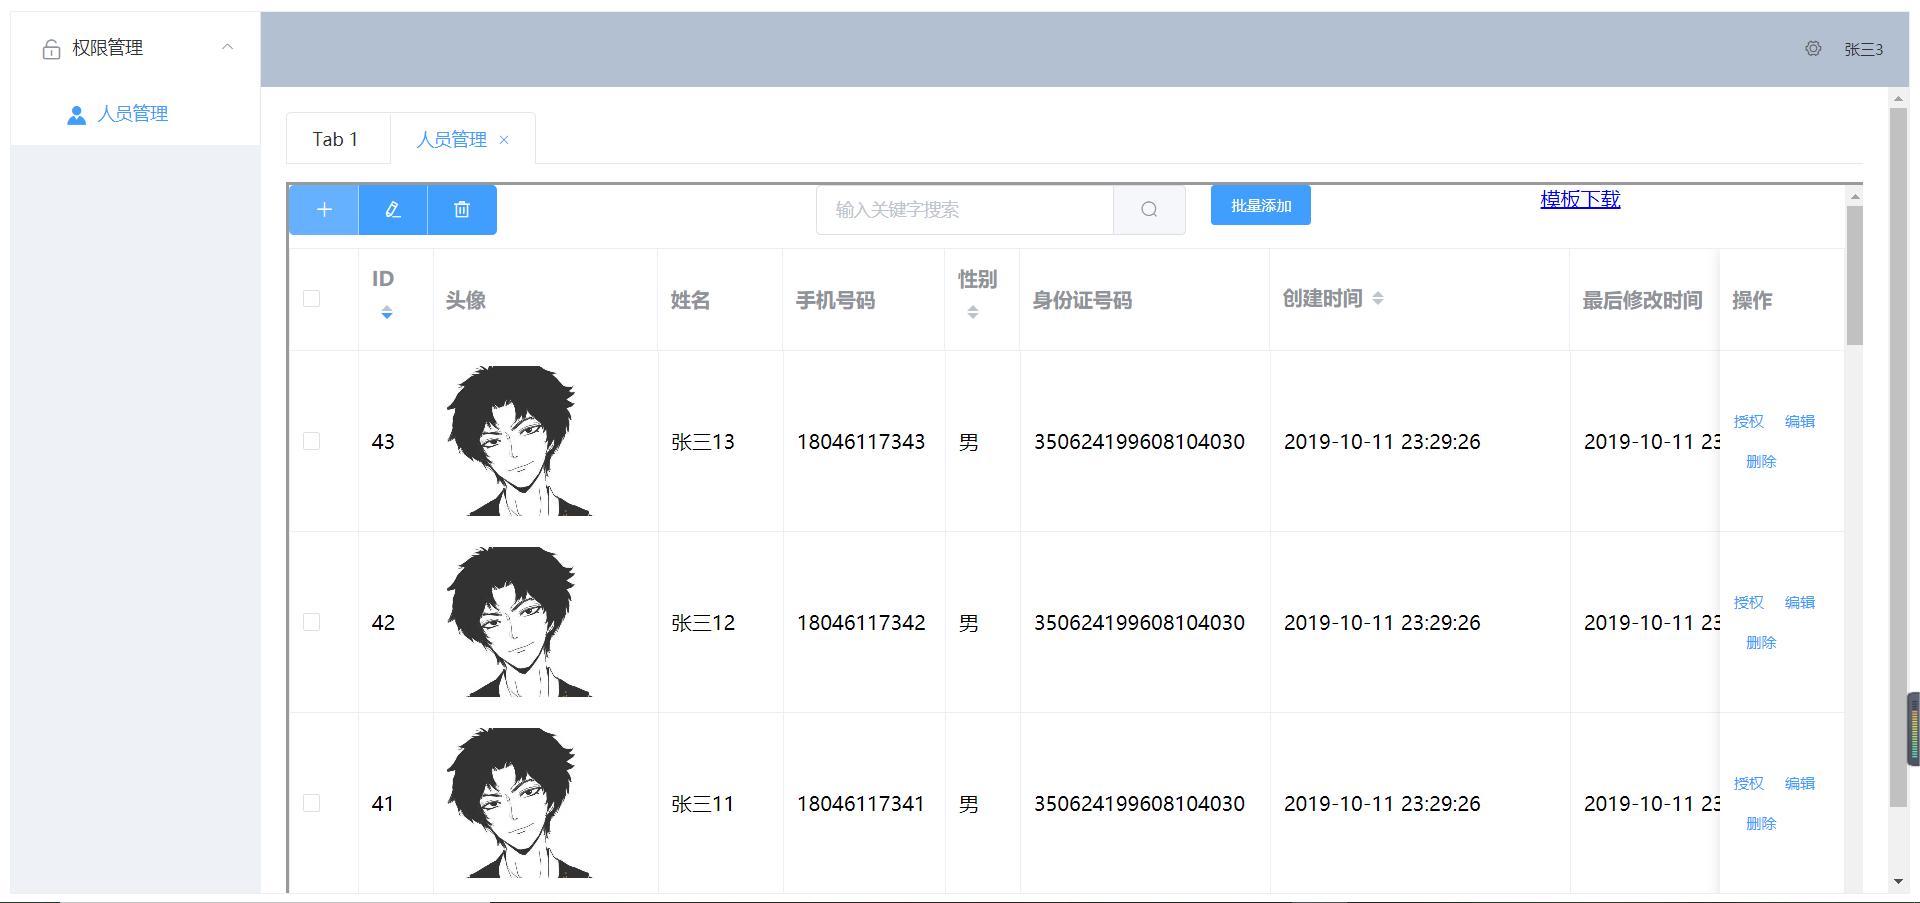 权限管理
张三3
人员管理
Tab 1
人员管理
输入关键字搜索
批量添加
模板下载
ID
头像
姓名
手机号码
性别
身份证号码
创建时间
最后修改时间
操作
43
张三13
18046117343
男
350624199608104030
2019-10-11 23:29:26
2019-10-11 23
授权 编辑
删除
42
张三12
18046117342
男
350624199608104030
2019-10-11 23:29:26
2019-10-11 23
授权 编辑
删除
41
张三11
18046117341
男
350624199608104030
2019-10-11 23:29:26
2019-10-11 23
授权 编辑
删除